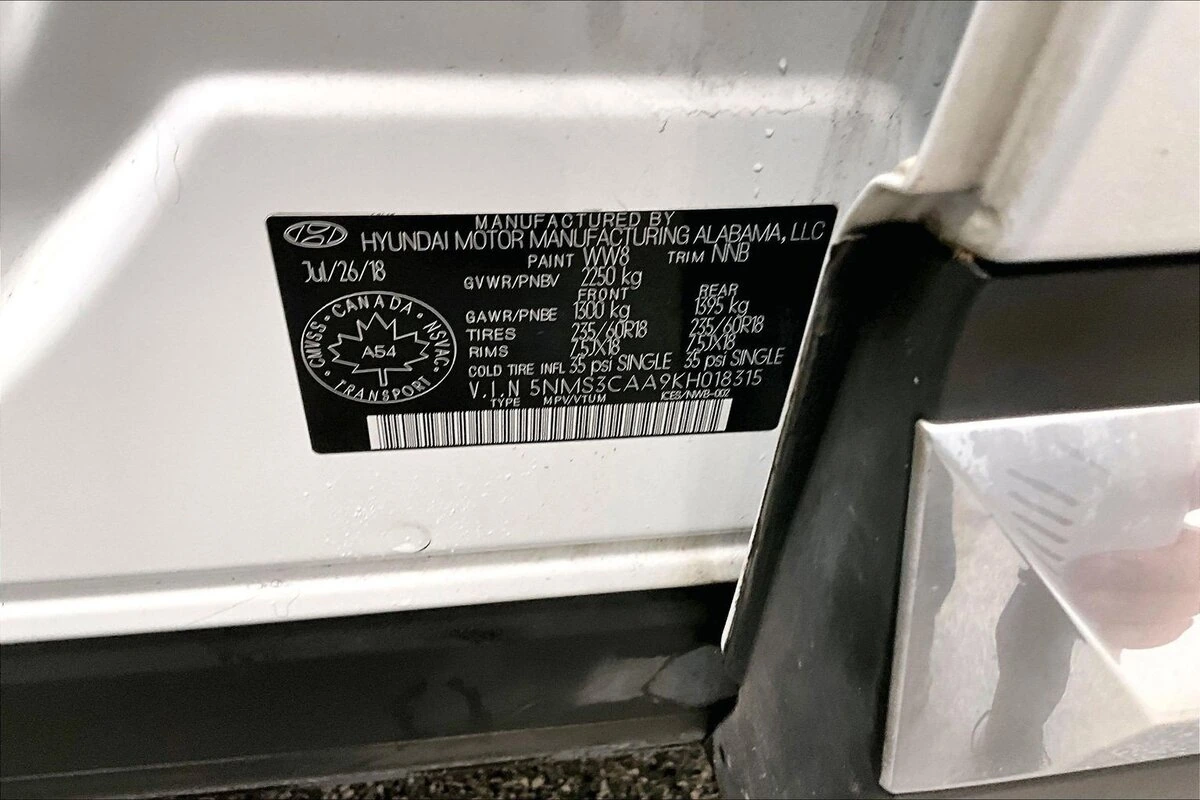 MANUFACTURED BY
HYUNDAI MOTOR MANUFACTURING ALABAMA, LLC
Jul/26/18
PAINT WW8 TRIM NNB
GVWR/PNBV 2250 kg
FRONT REAR
GAWR/PNBE 1300 kg 1395 kg
TIRES 235/60R18 235/60R18
RIMS 7.5JX18 7.5JX18
COLD TIRE INFL 35 psi SINGLE 35 psi SINGLE
V.I.N 5NMS3CAA9KH018315
TYPE MPV/VTUM ICES/NWB-002
CMVSS · CANADA · NSVAC · TRANSPORT
A54